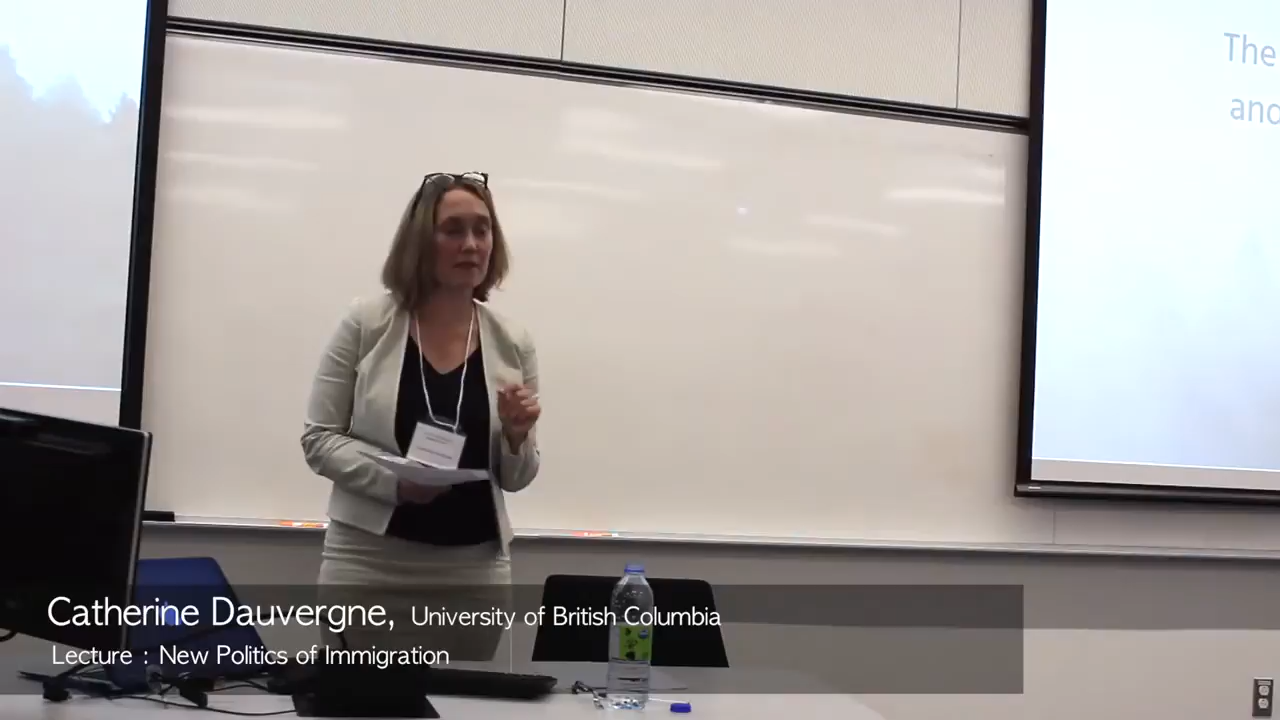 The
and
Catherine Dauvergne, University of British Columbia
Lecture : New Politics of Immigration